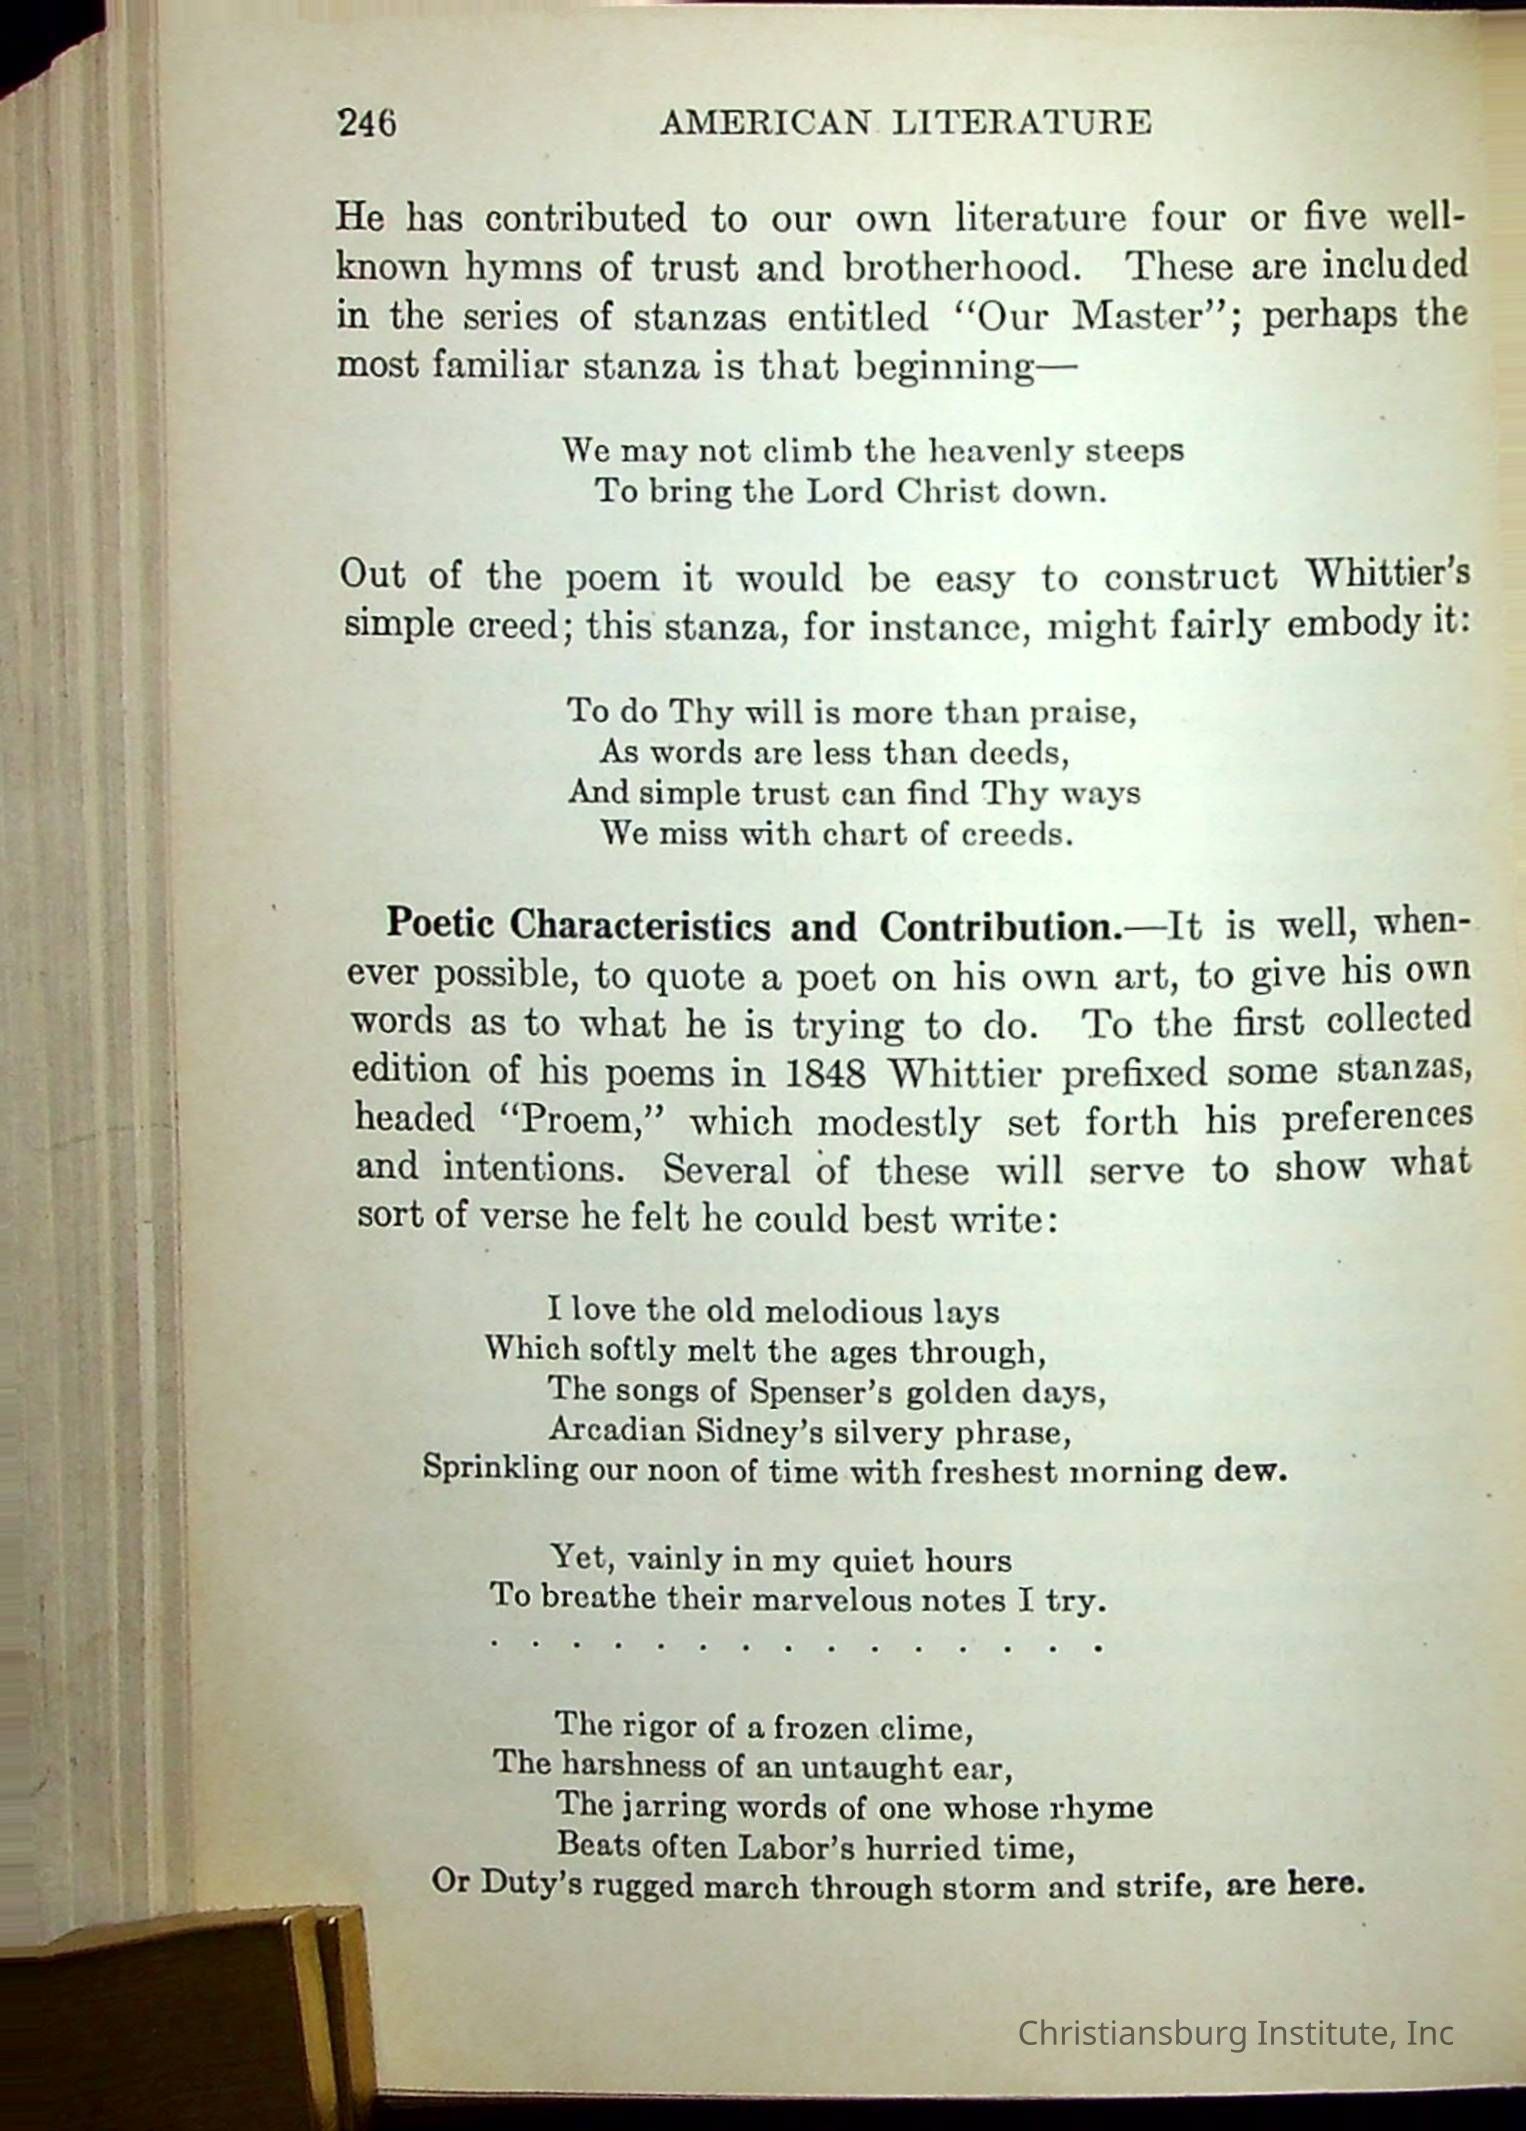 246 AMERICAN LITERATURE
He has contributed to our own literature four or five well-
known hymns of trust and brotherhood. These are included
in the series of stanzas entitled “Our Master”; perhaps the
most familiar stanza is that beginning—
We may not climb the heavenly steeps
To bring the Lord Christ down.
Out of the poem it would be easy to construct Whittier’s
simple creed; this stanza, for instance, might fairly embody it:
To do Thy will is more than praise,
As words are less than deeds,
And simple trust can find Thy ways
We miss with chart of creeds.
Poetic Characteristics and Contribution.—It is well, when-
ever possible, to quote a poet on his own art, to give his own
words as to what he is trying to do. To the first collected
edition of his poems in 1848 Whittier prefixed some stanzas,
headed “Proem,” which modestly set forth his preferences
and intentions. Several of these will serve to show what
sort of verse he felt he could best write:
I love the old melodious lays
Which softly melt the ages through,
The songs of Spenser’s golden days,
Arcadian Sidney’s silvery phrase,
Sprinkling our noon of time with freshest morning dew.
Yet, vainly in my quiet hours
To breathe their marvelous notes I try.
. . . . . . . . . . . . . . .
The rigor of a frozen clime,
The harshness of an untaught ear,
The jarring words of one whose rhyme
Beats often Labor’s hurried time,
Or Duty’s rugged march through storm and strife, are here.
Christiansburg Institute, Inc